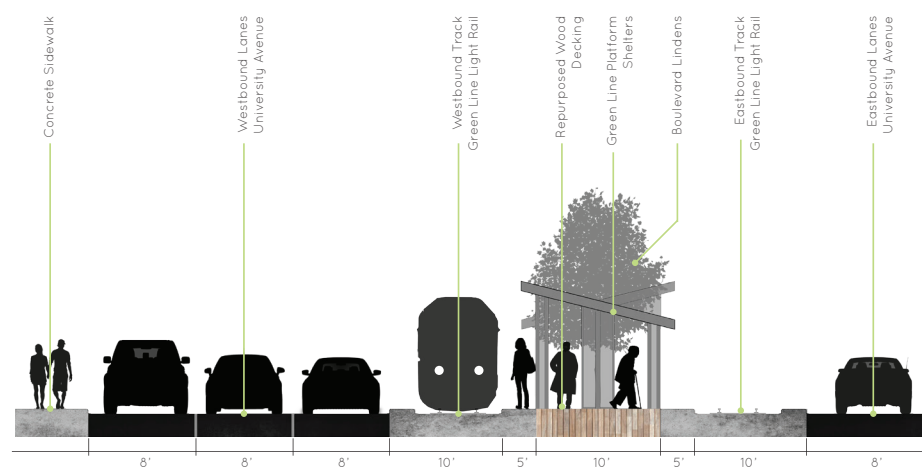 Concrete Sidewalk
Westbound Lanes
University Avenue
Westbound Track
Green Line Light Rail
Repurposed Wood
Decking
Green Line Platform
Shelters
Boulevard Lindens
Eastbound Track
Green Line Light Rail
Eastbound Lanes
University Avenue
8' 8' 8' 10' 5' 10' 5' 10' 8'